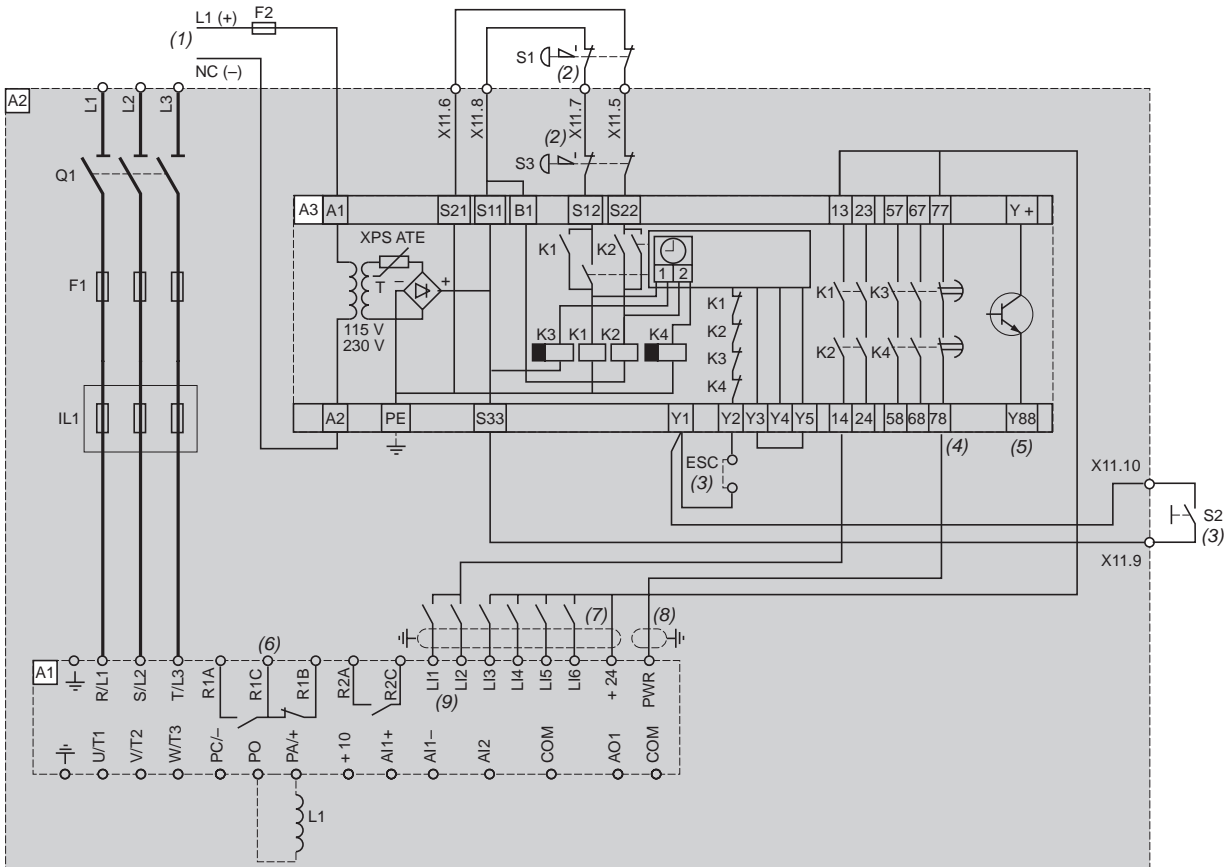 L1 (+)
F2
(1)
NC (–)
S1
(2)
A2
L1
L2
L3
X11.6
X11.8
X11.7
X11.5
(2)
S3
Q1
A3
A1
S21
S11
B1
S12
S22
13
23
57
67
77
Y +
XPS ATE
K1
K2
T
–
+
1
2
F1
115 V
230 V
K1
K3
K1
K2
K3
K4
K3
K1
K2
K4
K2
K4
IL1
A2
PE
S33
Y1
Y2
Y3
Y4
Y5
14
24
58
68
78
Y88
(4)
(5)
ESC
(3)
X11.10
S2
(3)
X11.9
(7)
(8)
(6)
A1
R/L1
S/L2
T/L3
R1A
R1C
R1B
R2A
R2C
LI1
LI2
LI3
LI4
LI5
LI6
+ 24
PWR
(9)
U/T1
V/T2
W/T3
PC/–
PO
PA/+
+ 10
AI1+
AI1–
AI2
COM
AO1
COM
L1